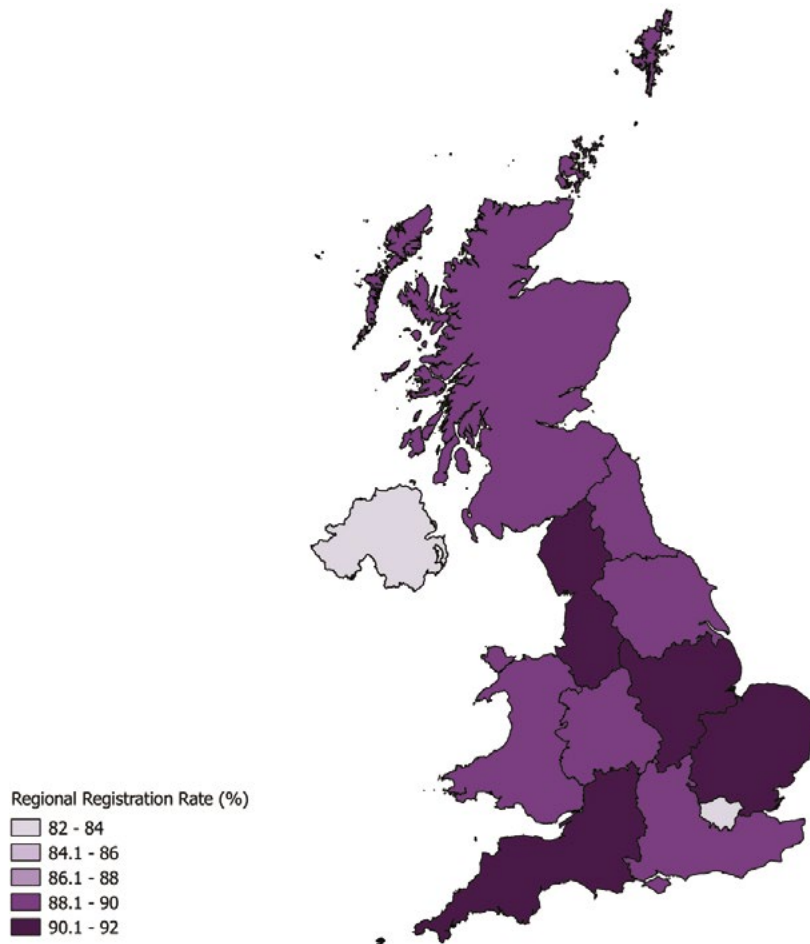 Regional Registration Rate (%)
82 - 84
84.1 - 86
86.1 - 88
88.1 - 90
90.1 - 92